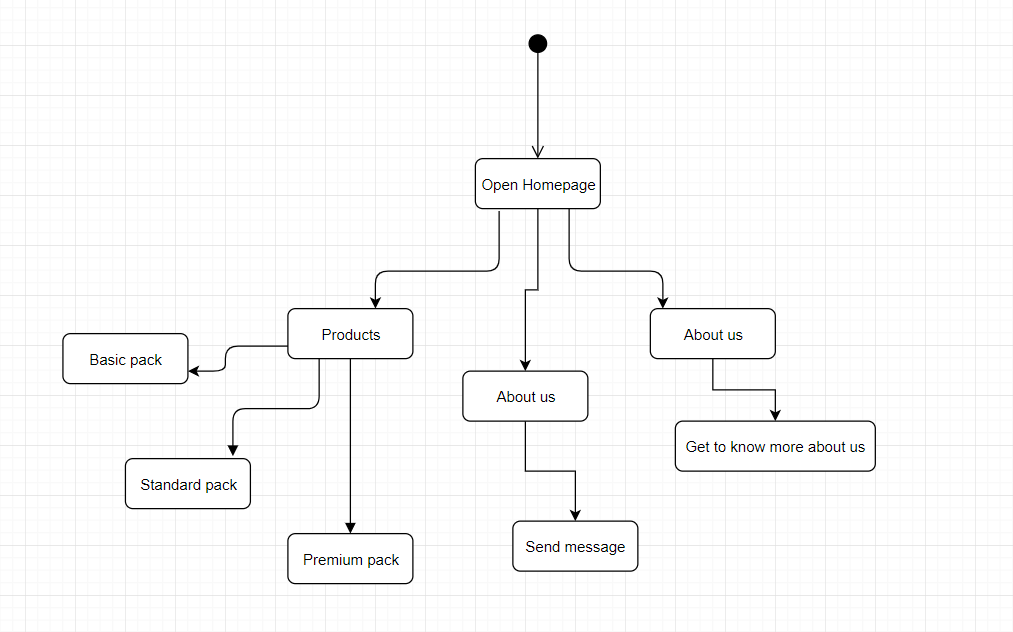 Open Homepage
Products
About us
Basic pack
About us
Get to know more about us
Standard pack
Send message
Premium pack